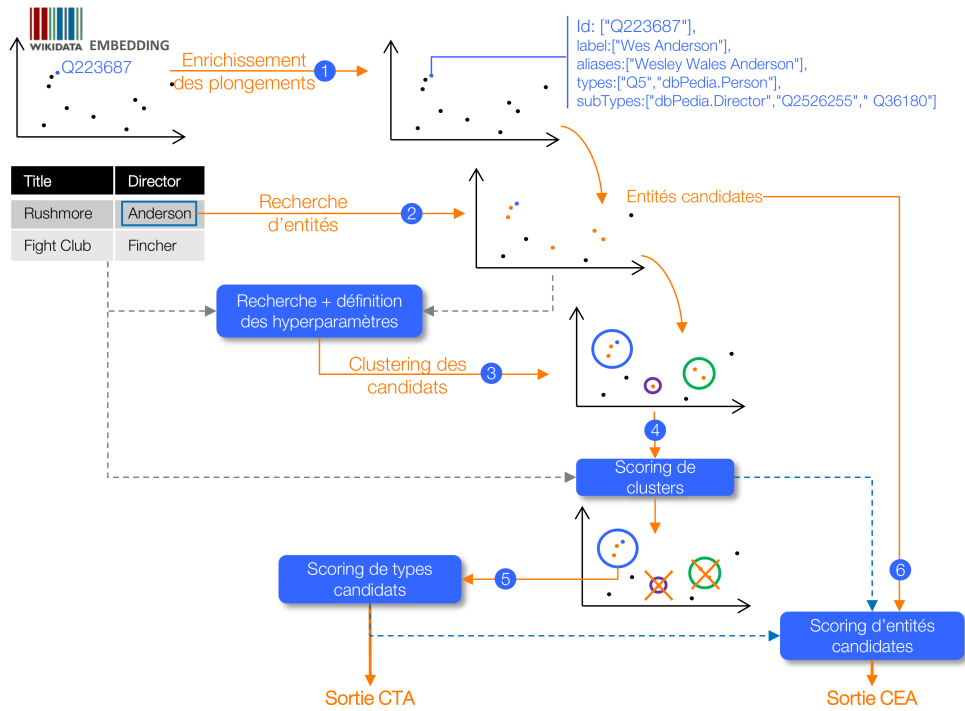 WIKIDATA EMBEDDING
Q223687
Enrichissement
des plongements
1
Id: ["Q223687"],
label:["Wes Anderson"],
aliases:["Wesley Wales Anderson"],
types:["Q5","dbPedia.Person"],
subTypes:["dbPedia.Director","Q2526255"," Q36180"]
Title Director
Rushmore Anderson
Fight Club Fincher
Recherche
d'entités
2
Entités candidates
Recherche + définition
des hyperparamètres
Clustering des
candidats
3
4
Scoring de
clusters
Scoring de types
candidats
5
6
Scoring d'entités
candidates
Sortie CTA
Sortie CEA